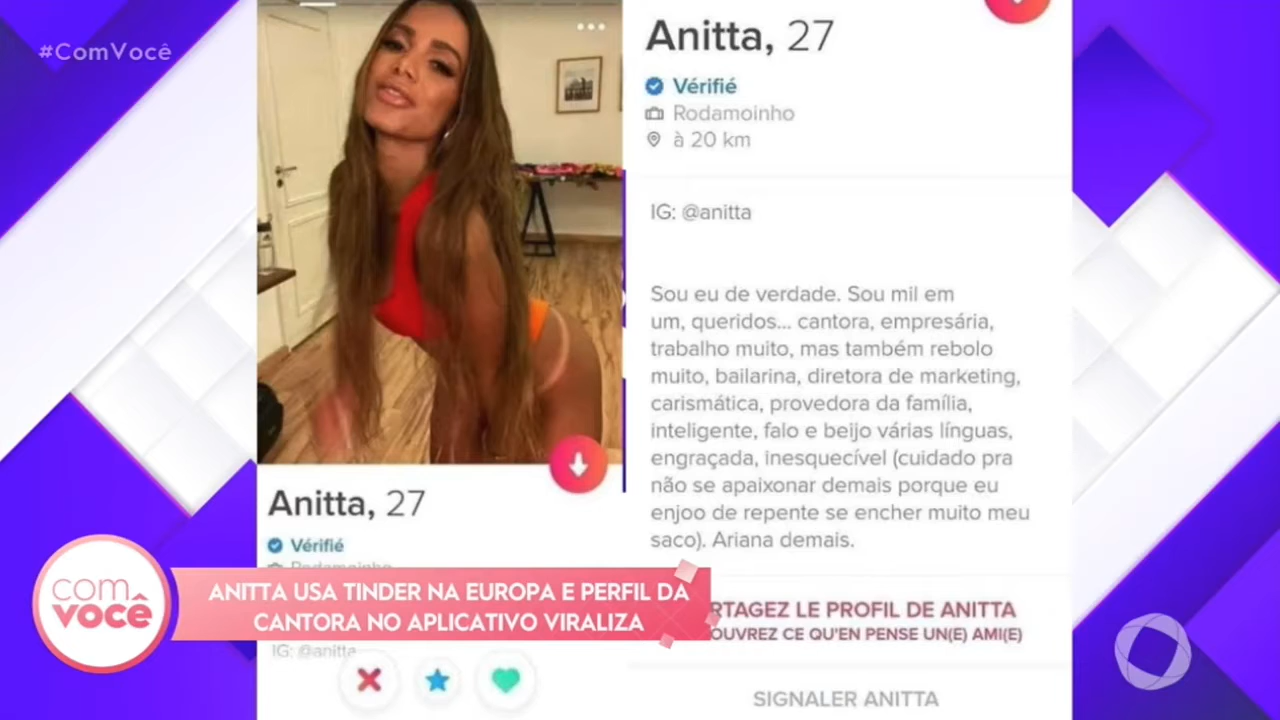 #ComVocê
Anitta, 27
Vérifié
IG: @anitta
Anitta, 27
Vérifié
Rodamoinho
à 20 km
IG: @anitta
Sou eu de verdade. Sou mil em
um, queridos... cantora, empresária,
trabalho muito, mas também rebolo
muito, bailarina, diretora de marketing,
carismática, provedora da família,
inteligente, falo e beijo várias línguas,
engraçada, inesquecível (cuidado pra
não se apaixonar demais porque eu
enjoo de repente se encher muito meu
saco). Ariana demais.
RTAGEZ LE PROFIL DE ANITTA
OUVREZ CE QU'EN PENSE UN(E) AMI(E)
SIGNALER ANITTA
com
você
ANITTA USA TINDER NA EUROPA E PERFIL DA
CANTORA NO APLICATIVO VIRALIZA